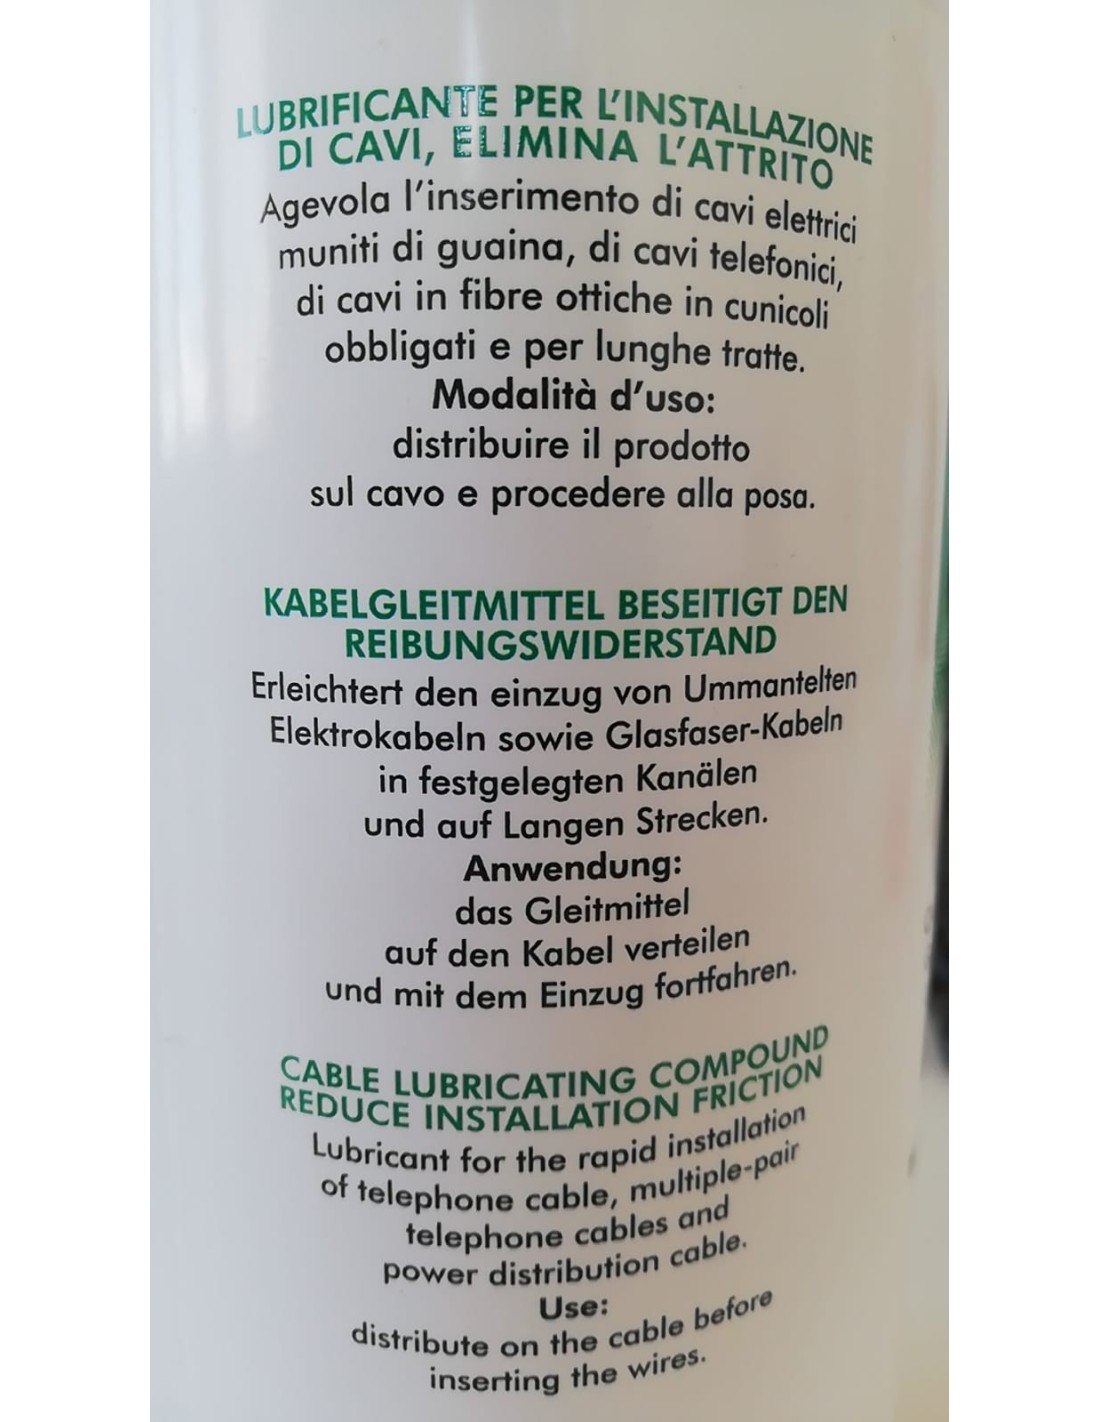 LUBRIFICANTE PER L'INSTALLAZIONE
DI CAVI, ELIMINA L'ATTRITO
Agevola l'inserimento di cavi elettrici
muniti di guaina, di cavi telefonici,
di cavi in fibre ottiche in cunicoli
obbligati e per lunghe tratte.
Modalità d'uso:
distribuire il prodotto
sul cavo e procedere alla posa.
KABELGLEITMITTEL BESEITIGT DEN
REIBUNGSWIDERSTAND
Erleichtert den einzug von Ummantelten
Elektrokabeln sowie Glasfaser-Kabeln
in festgelegten Kanälen
und auf Langen Strecken.
Anwendung:
das Gleitmittel
auf den Kabel verteilen
und mit dem Einzug fortfahren.
CABLE LUBRICATING COMPOUND
REDUCE INSTALLATION FRICTION
Lubricant for the rapid installation
of telephone cable, multiple-pair
telephone cables and
power distribution cable.
Use:
distribute on the cable before
inserting the wires.